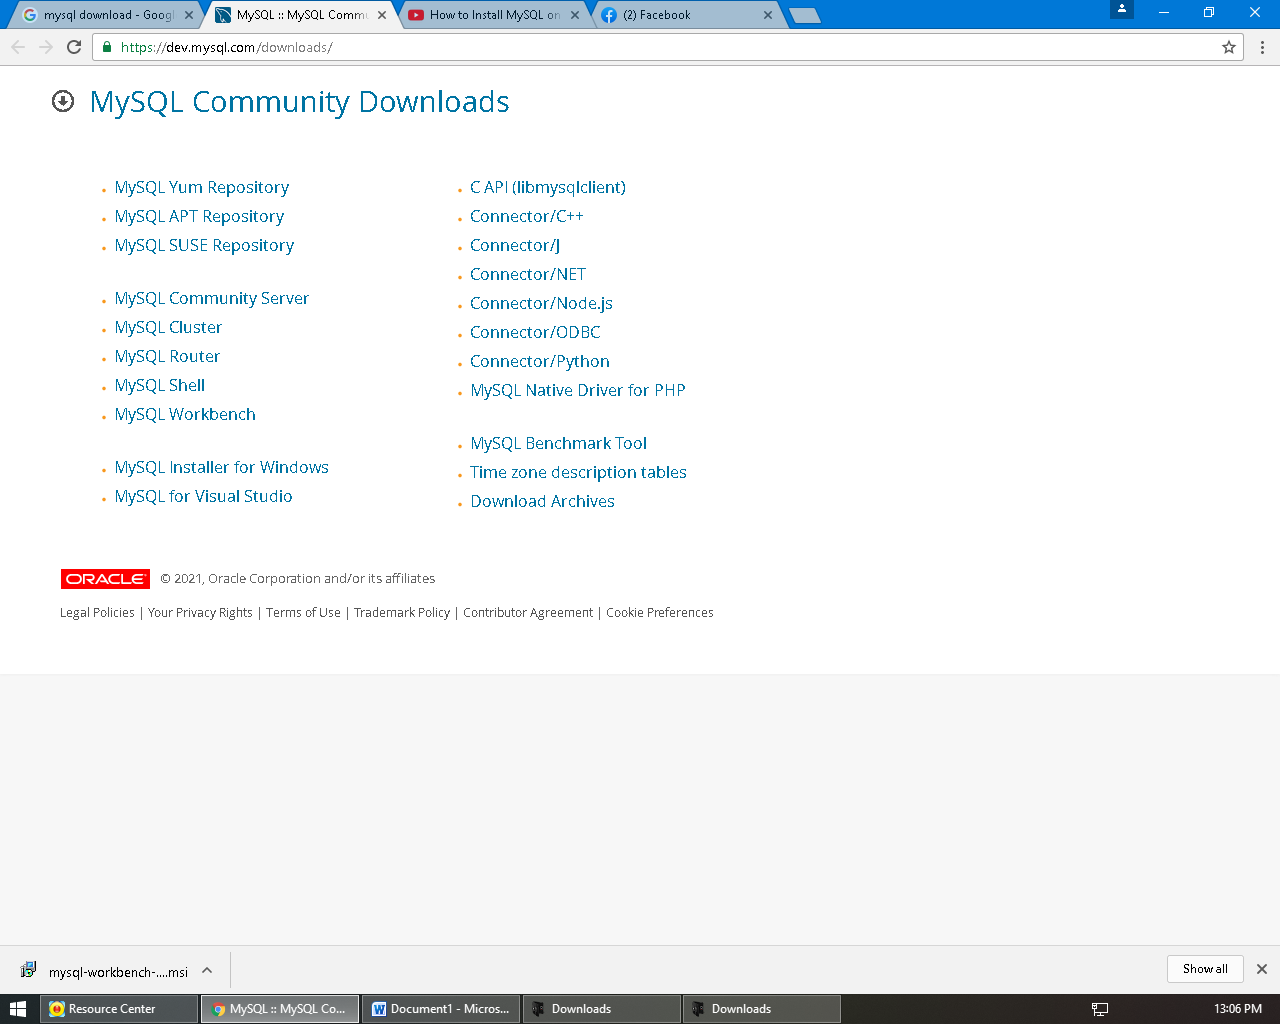 mysql download - Googl
MySQL :: MySQL Commu
How to Install MySQL on
(2) Facebook
https://dev.mysql.com/downloads/
MySQL Community Downloads
MySQL Yum Repository
MySQL APT Repository
MySQL SUSE Repository
MySQL Community Server
MySQL Cluster
MySQL Router
MySQL Shell
MySQL Workbench
MySQL Installer for Windows
MySQL for Visual Studio
C API (libmysqlclient)
Connector/C++
Connector/J
Connector/NET
Connector/Node.js
Connector/ODBC
Connector/Python
MySQL Native Driver for PHP
MySQL Benchmark Tool
Time zone description tables
Download Archives
ORACLE © 2021, Oracle Corporation and/or its affiliates
Legal Policies | Your Privacy Rights | Terms of Use | Trademark Policy | Contributor Agreement | Cookie Preferences
mysql-workbench-....msi
Show all
Resource Center
MySQL :: MySQL Co...
Document1 - Micros...
Downloads
Downloads
13:06 PM